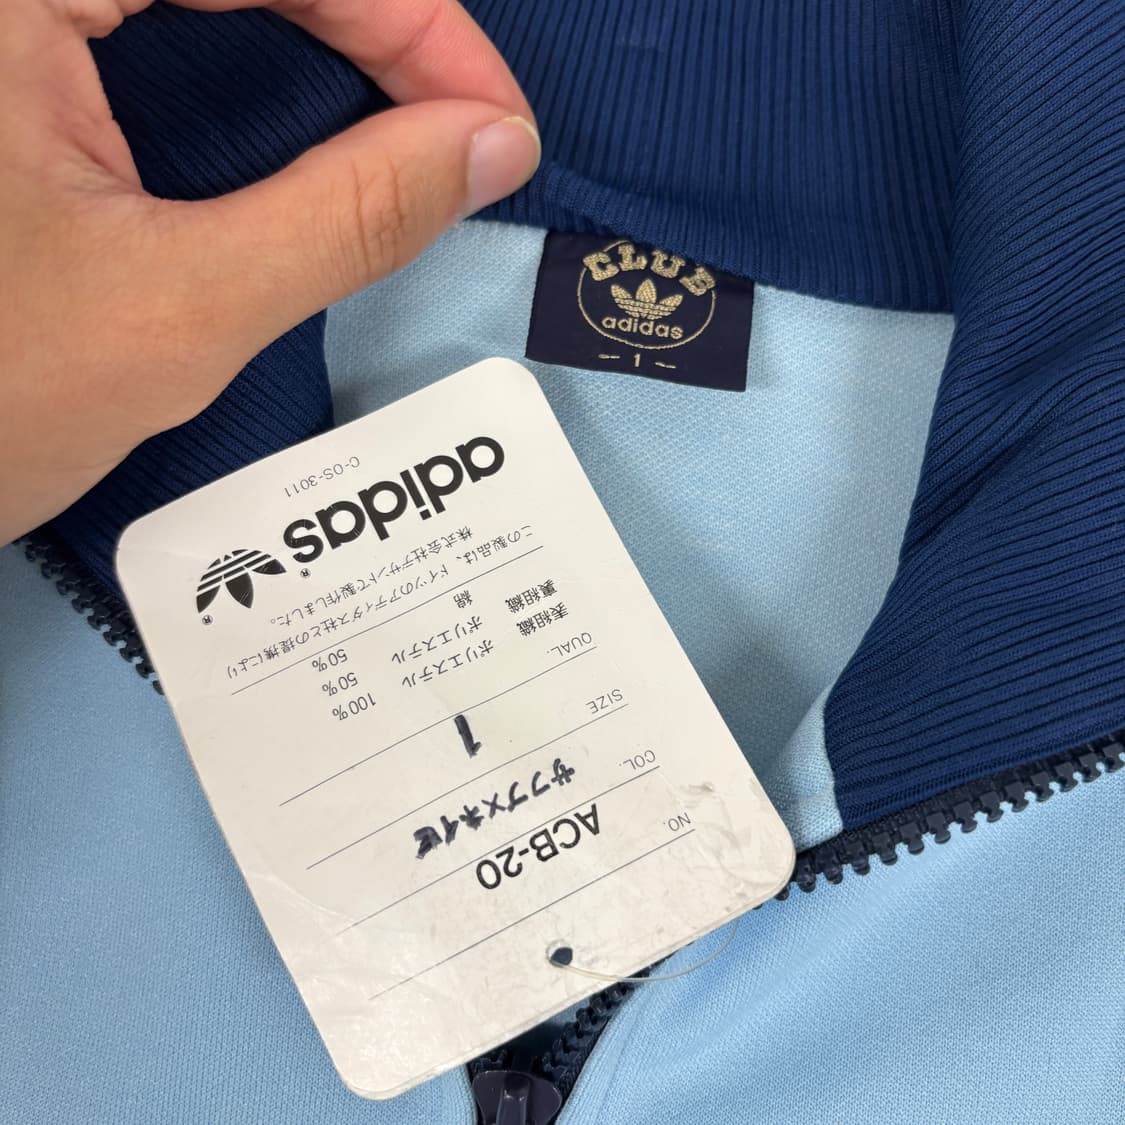 CLUB
adidas
1
NO.
ACB-20
COL.
サックス×ネイビ
SIZE
1
QUAL.
表組織 ポリエステル 100%
裏組織 ポリエステル 50%
綿 50%
この製品は、ドイツのアディダス社との提携により
株式会社デサントで製作しました。
adidas®
®
C-OS-3011